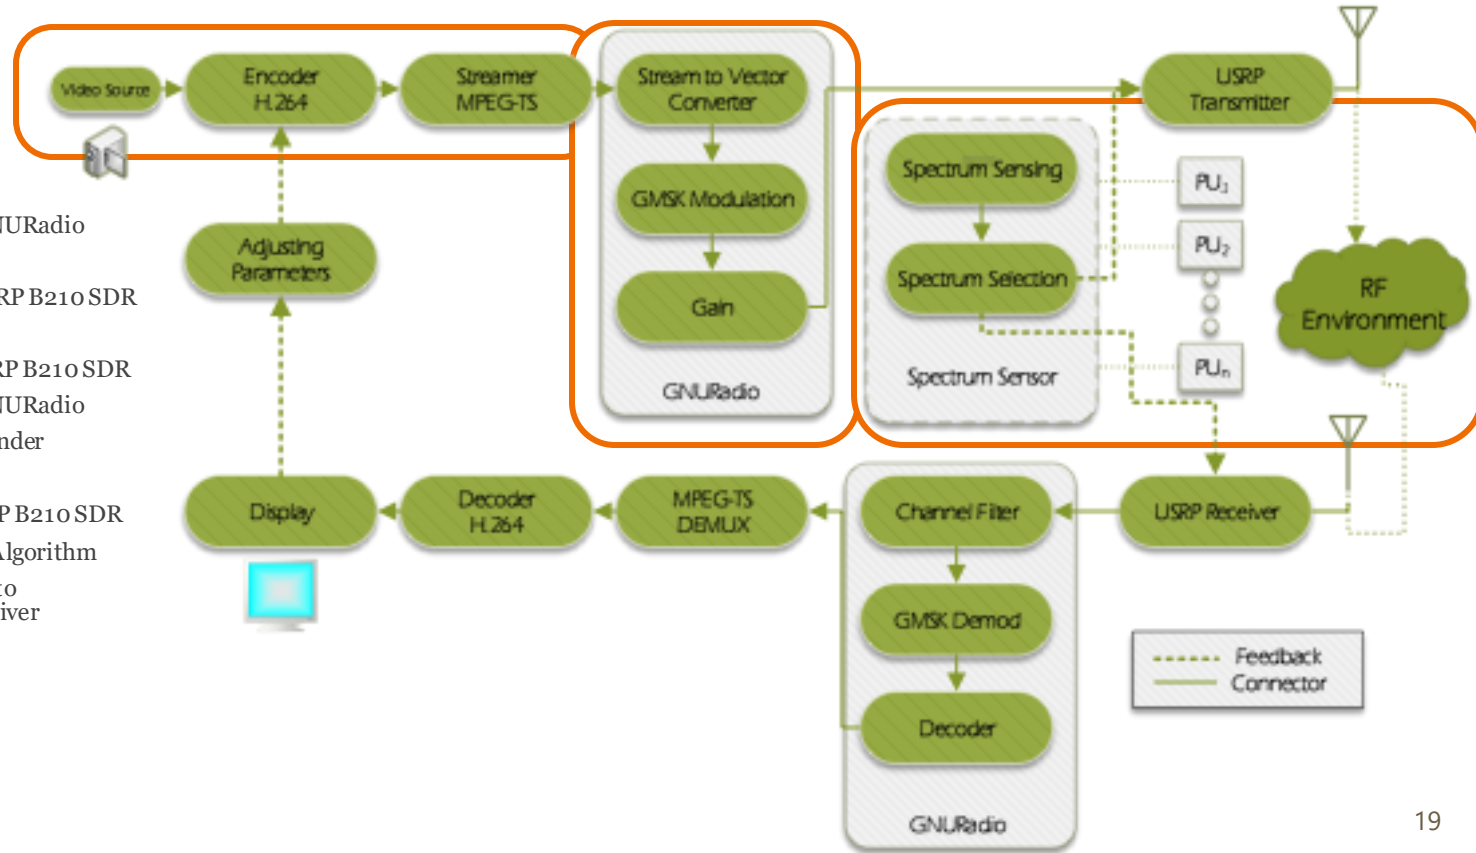 Video Source
Encoder
H.264
Streamer
MPEG-TS
Stream to Vector
Converter
GMSK Modulation
Gain
GNURadio
USRP
Transmitter
Spectrum Sensing
Spectrum Selection
Spectrum Sensor
PU1
PU2
PUn
RF
Environment
Adjusting
Parameters
NURadio
RP B210 SDR
RP B210 SDR
NURadio
nder
P B210 SDR
Algorithm
to
iver
Display
Decoder
H.264
MPEG-TS
DEMUX
Channel Filter
GMSK Demod
Decoder
GNURadio
USRP Receiver
Feedback
Connector
19